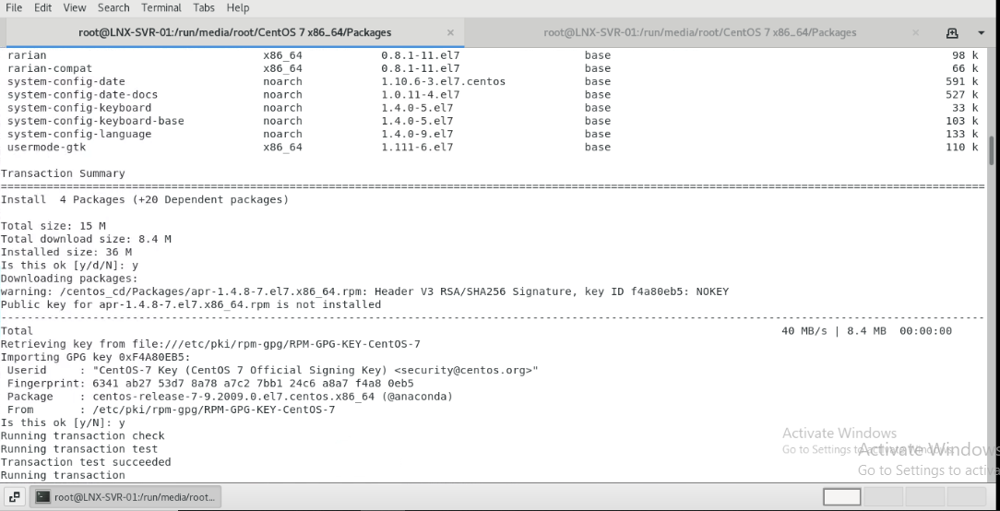 File Edit View Search Terminal Tabs Help
root@LNX-SVR-01:/run/media/root/CentOS 7 x86_64/Packages × root@LNX-SVR-01:/run/media/root/CentOS 7 x86_64/Packages ×
rarian x86_64 0.8.1-11.el7 base 98 k
rarian-compat x86_64 0.8.1-11.el7 base 66 k
system-config-date noarch 1.10.6-3.el7.centos base 591 k
system-config-date-docs noarch 1.0.11-4.el7 base 527 k
system-config-keyboard noarch 1.4.0-5.el7 base 33 k
system-config-keyboard-base noarch 1.4.0-5.el7 base 103 k
system-config-language noarch 1.4.0-9.el7 base 133 k
usermode-gtk x86_64 1.111-6.el7 base 110 k
Transaction Summary
================================================================================
Install 4 Packages (+20 Dependent packages)
Total size: 15 M
Total download size: 8.4 M
Installed size: 36 M
Is this ok [y/d/N]: y
Downloading packages:
warning: /centos_cd/Packages/apr-1.4.8-7.el7.x86_64.rpm: Header V3 RSA/SHA256 Signature, key ID f4a80eb5: NOKEY
Public key for apr-1.4.8-7.el7.x86_64.rpm is not installed
--------------------------------------------------------------------------------
Total 40 MB/s | 8.4 MB 00:00:00
Retrieving key from file:///etc/pki/rpm-gpg/RPM-GPG-KEY-CentOS-7
Importing GPG key 0xF4A80EB5:
Userid : "CentOS-7 Key (CentOS 7 Official Signing Key) <security@centos.org>"
Fingerprint: 6341 ab27 53d7 8a78 a7c2 7bb1 24c6 a8a7 f4a8 0eb5
Package : centos-release-7-9.2009.0.el7.centos.x86_64 (@anaconda)
From : /etc/pki/rpm-gpg/RPM-GPG-KEY-CentOS-7
Is this ok [y/N]: y
Running transaction check
Running transaction test
Transaction test succeeded
Running transaction
Activate Windows
Go to Settings to activate Windows.
Activate Windows
Go to Settings to activa
root@LNX-SVR-01:/run/media/root...